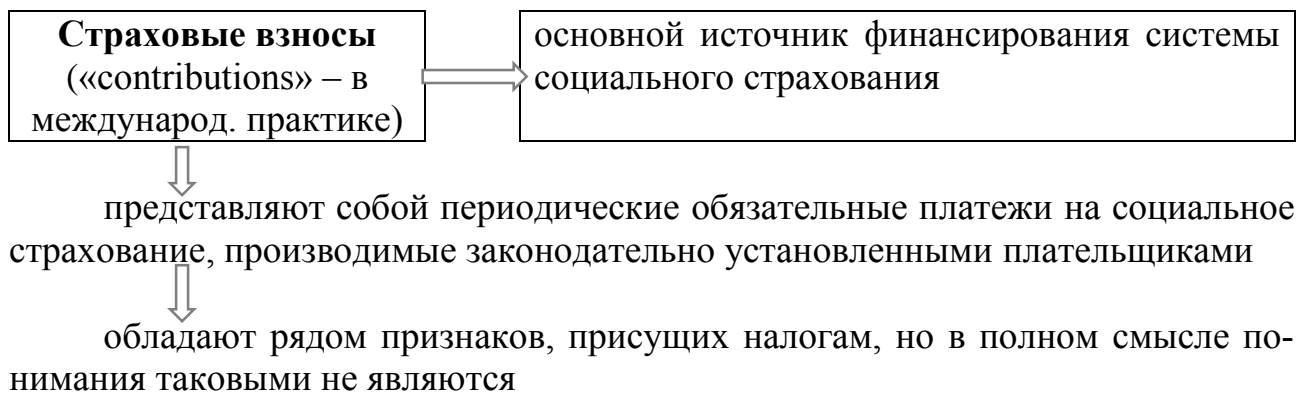 Страховые взносы
(«contributions» – в
международ. практике)
основной источник финансирования системы
социального страхования
представляют собой периодические обязательные платежи на социальное
страхование, производимые законодательно установленными плательщиками
обладают рядом признаков, присущих налогам, но в полном смысле по-
нимания таковыми не являются